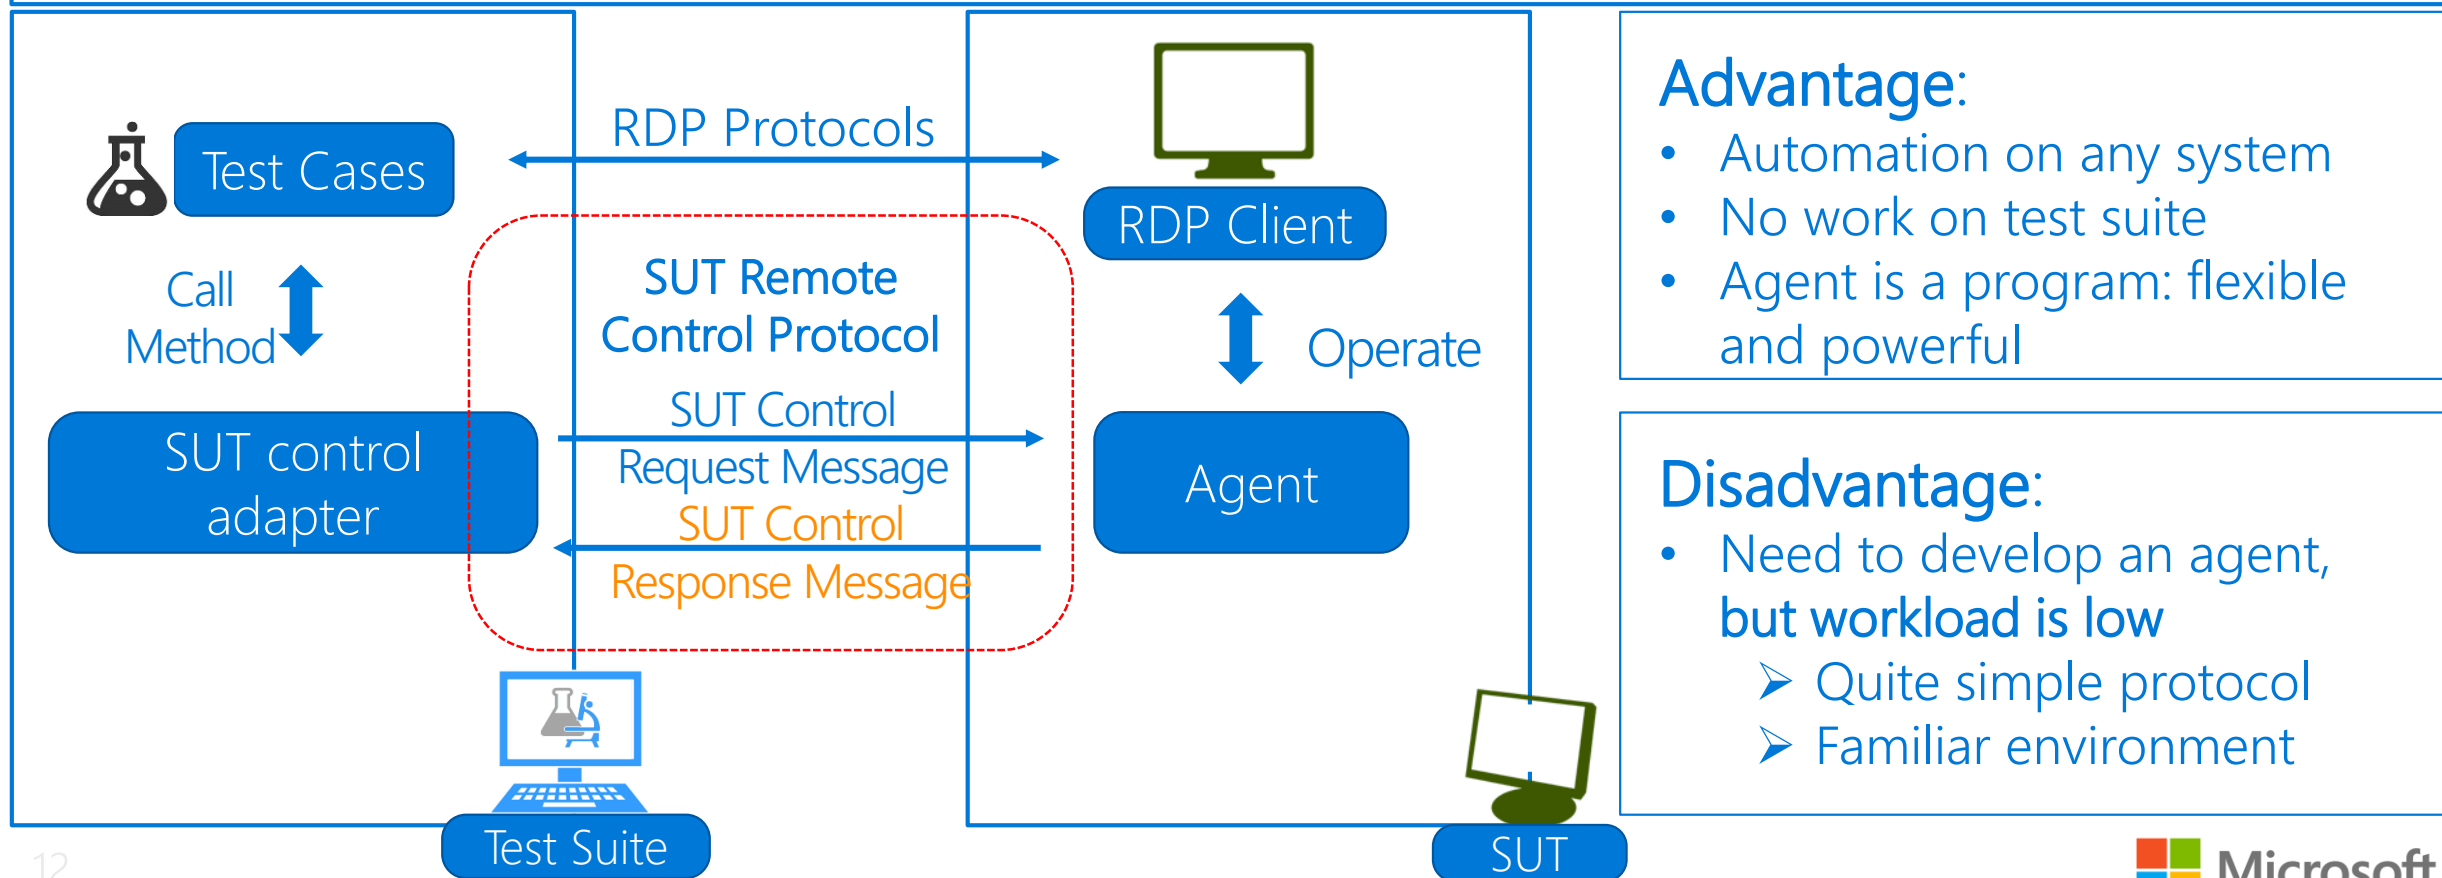 RDP Protocols
Test Cases
RDP Client
Call
Method
SUT Remote
Control Protocol
Operate
SUT Control
Request Message
SUT Control
Response Message
SUT control
adapter
Agent
Test Suite
SUT
Advantage:
• Automation on any system
• No work on test suite
• Agent is a program: flexible
and powerful
Disadvantage:
• Need to develop an agent,
but workload is low
➢ Quite simple protocol
➢ Familiar environment
12
Microsoft